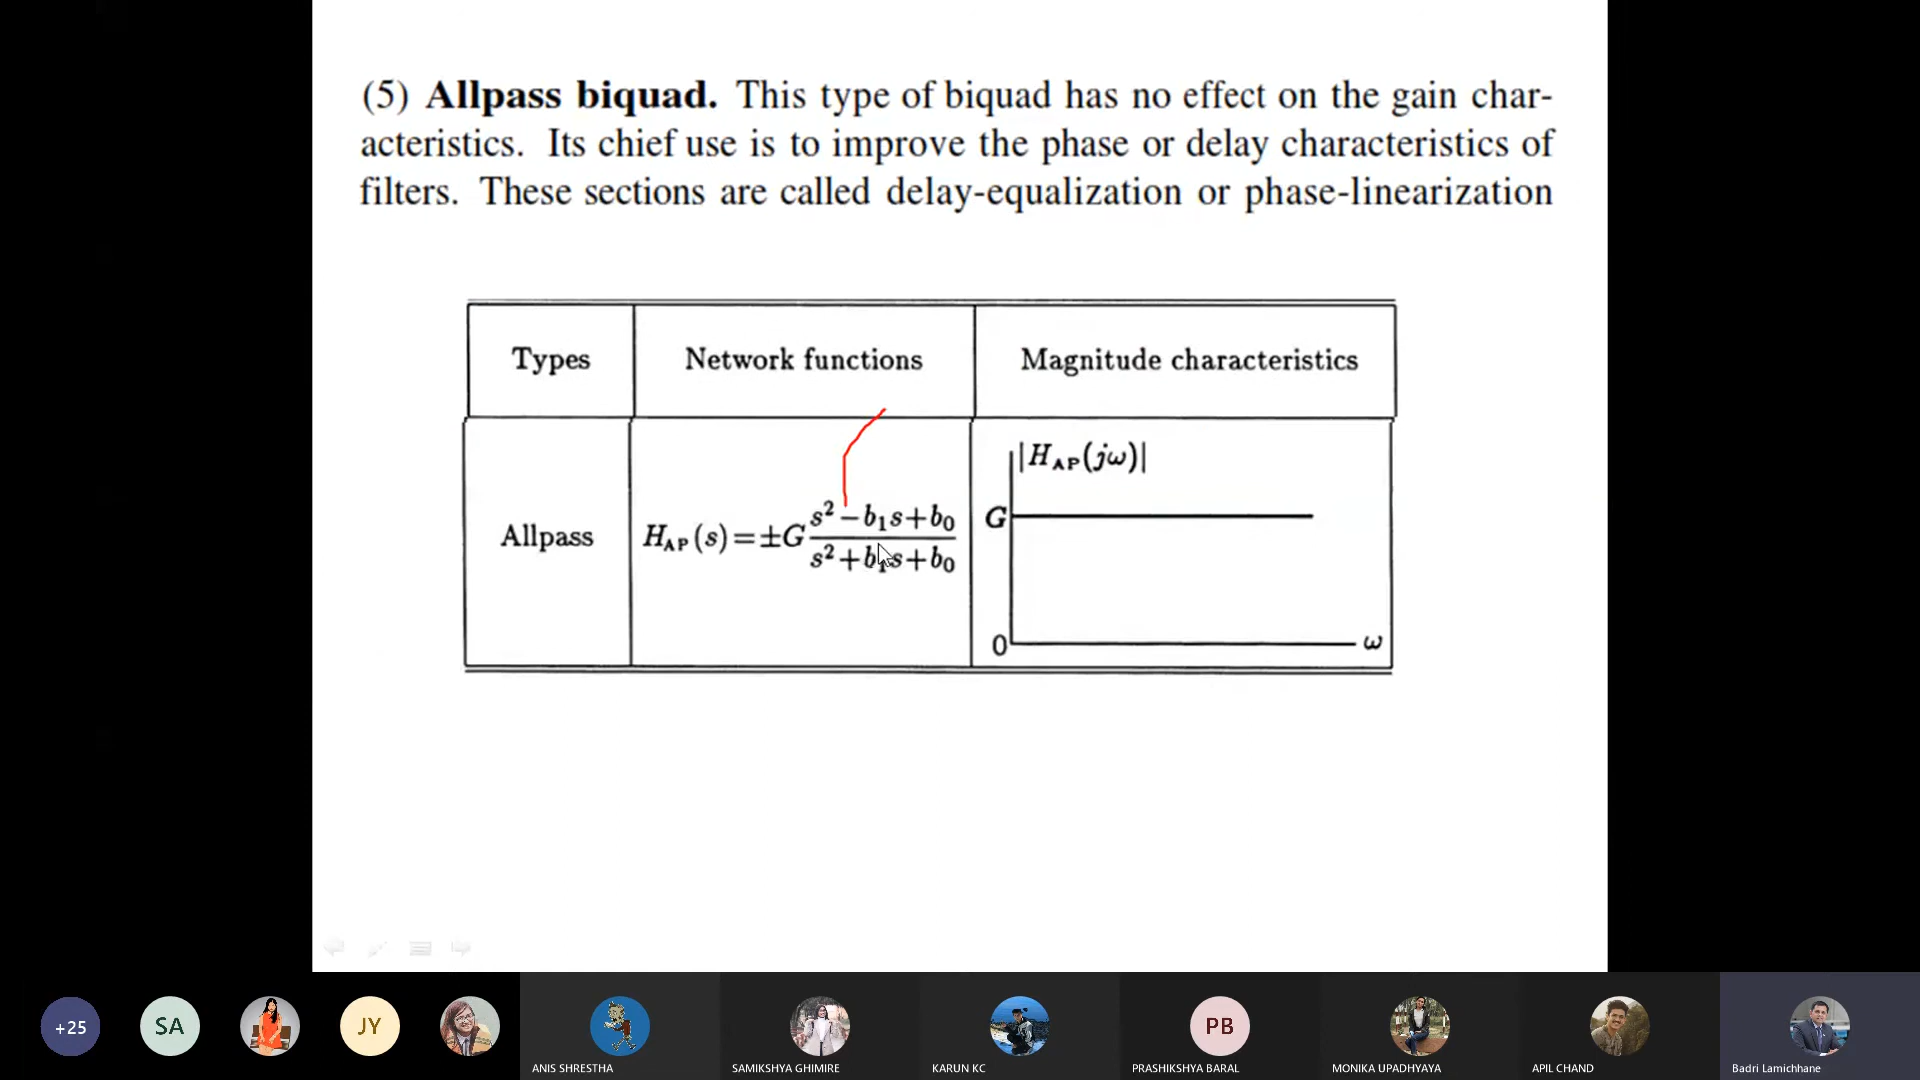 (5) Allpass biquad. This type of biquad has no effect on the gain char-
acteristics. Its chief use is to improve the phase or delay characteristics of
filters. These sections are called delay-equalization or phase-linearization
Types Network functions Magnitude characteristics
Allpass
H_AP(s)=±G (s²−b₁s+b₀)/(s²+b₁s+b₀)
|H_AP(jω)|
G
0
ω
+25
SA
JY
PB
ANIS SHRESTHA
SAMIKSHYA GHIMIRE
KARUN KC
PRASHIKSHYA BARAL
MONIKA UPADHYAYA
APIL CHAND
Badri Lamichhane